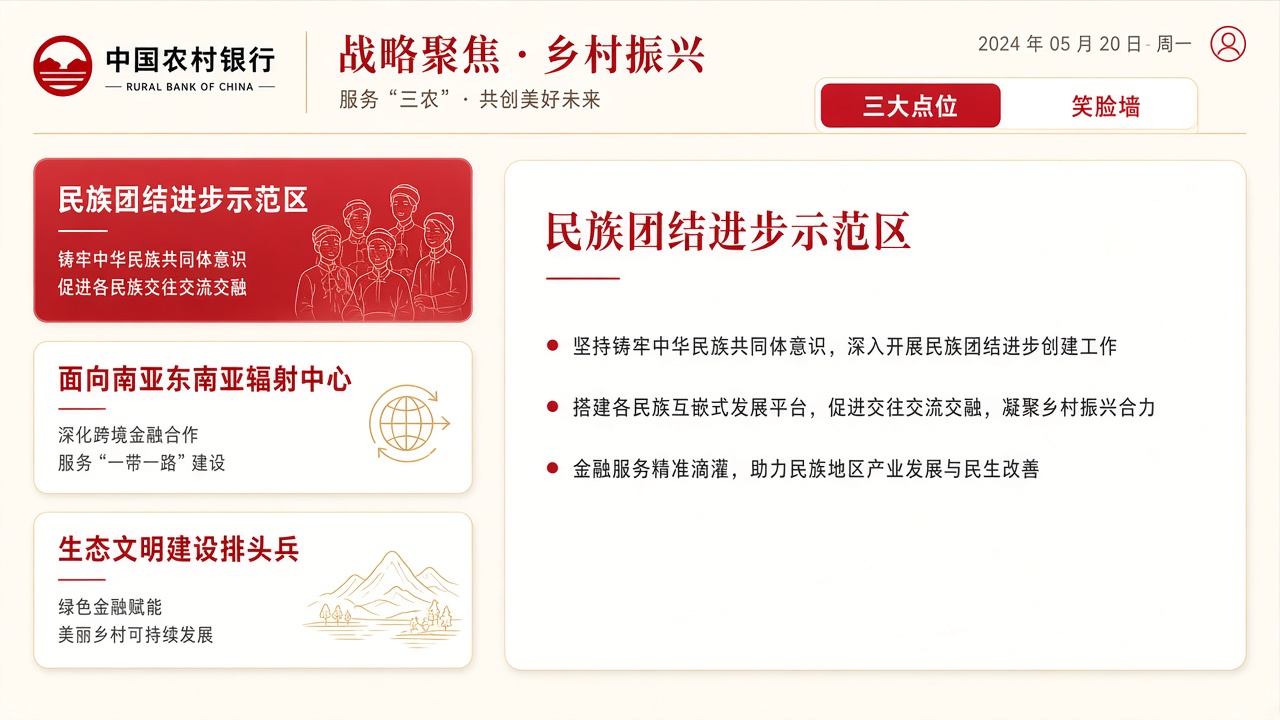 中国农村银行
RURAL BANK OF CHINA
战略聚焦·乡村振兴
服务“三农”·共创美好未来
2024 年 05 月 20 日 - 周一
三大点位
笑脸墙
民族团结进步示范区
铸牢中华民族共同体意识
促进各民族交往交流交融
面向南亚东南亚辐射中心
深化跨境金融合作
服务“一带一路”建设
生态文明建设排头兵
绿色金融赋能
美丽乡村可持续发展
民族团结进步示范区
坚持铸牢中华民族共同体意识，深入开展民族团结进步创建工作
搭建各民族互嵌式发展平台，促进交往交流交融，凝聚乡村振兴合力
金融服务精准滴灌，助力民族地区产业发展与民生改善